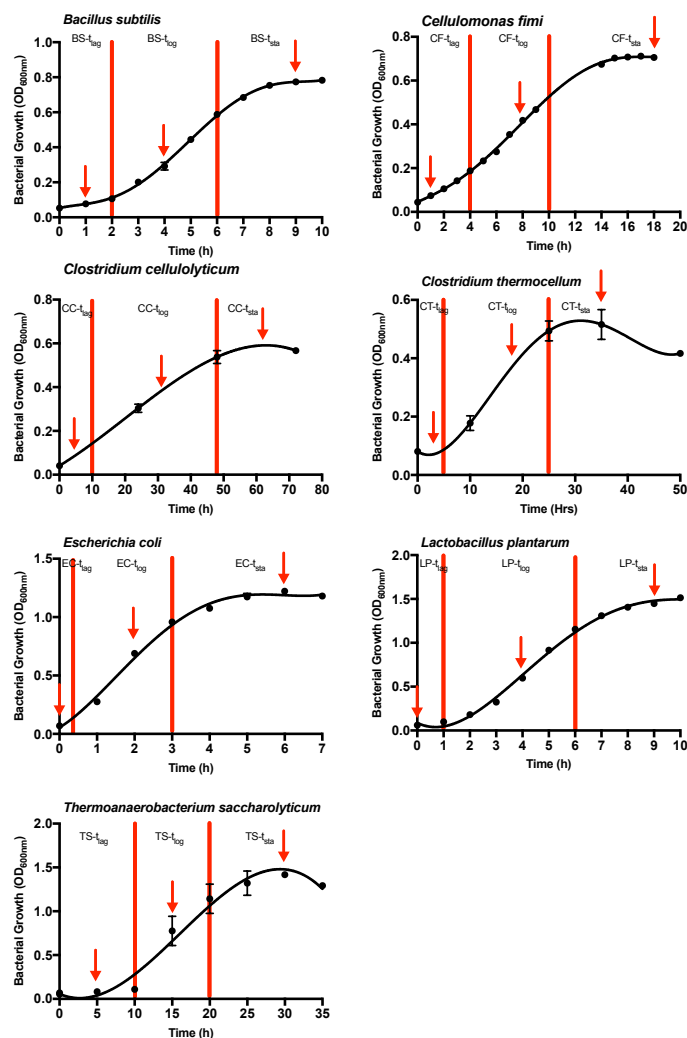 Bacillus subtilis
BS-tlag BS-tlog BS-tsta
Bacterial Growth (OD600nm)
1.0
0.8
0.6
0.4
0.2
0.0
0 1 2 3 4 5 6 7 8 9 10
Time (h)
Cellulomonas fimi
CF-tlag CF-tlog CF-tsta
Bacterial Growth (OD600nm)
0.8
0.6
0.4
0.2
0.0
0 2 4 6 8 10 12 14 16 18 20
Time (h)
Clostridium cellulolyticum
CC-tlag CC-tlog CC-tsta
Bacterial Growth (OD600nm)
0.8
0.6
0.4
0.2
0.0
0 10 20 30 40 50 60 70 80
Time (h)
Clostridium thermocellum
CT-tlag CT-tlog CT-tsta
Bacterial Growth (OD600nm)
0.6
0.4
0.2
0.0
0 10 20 30 40 50
Time (Hrs)
Escherichia coli
EC-tlag EC-tlog EC-tsta
Bacterial Growth (OD600nm)
1.5
1.0
0.5
0.0
0 1 2 3 4 5 6 7
Time (h)
Lactobacillus plantarum
LP-tlag LP-tlog LP-tsta
Bacterial Growth (OD600nm)
2.0
1.5
1.0
0.5
0.0
0 1 2 3 4 5 6 7 8 9 10
Time (h)
Thermoanaerobacterium saccharolyticum
TS-tlag TS-tlog TS-tsta
Bacterial Growth (OD600nm)
2.0
1.5
1.0
0.5
0.0
0 5 10 15 20 25 30 35
Time (h)